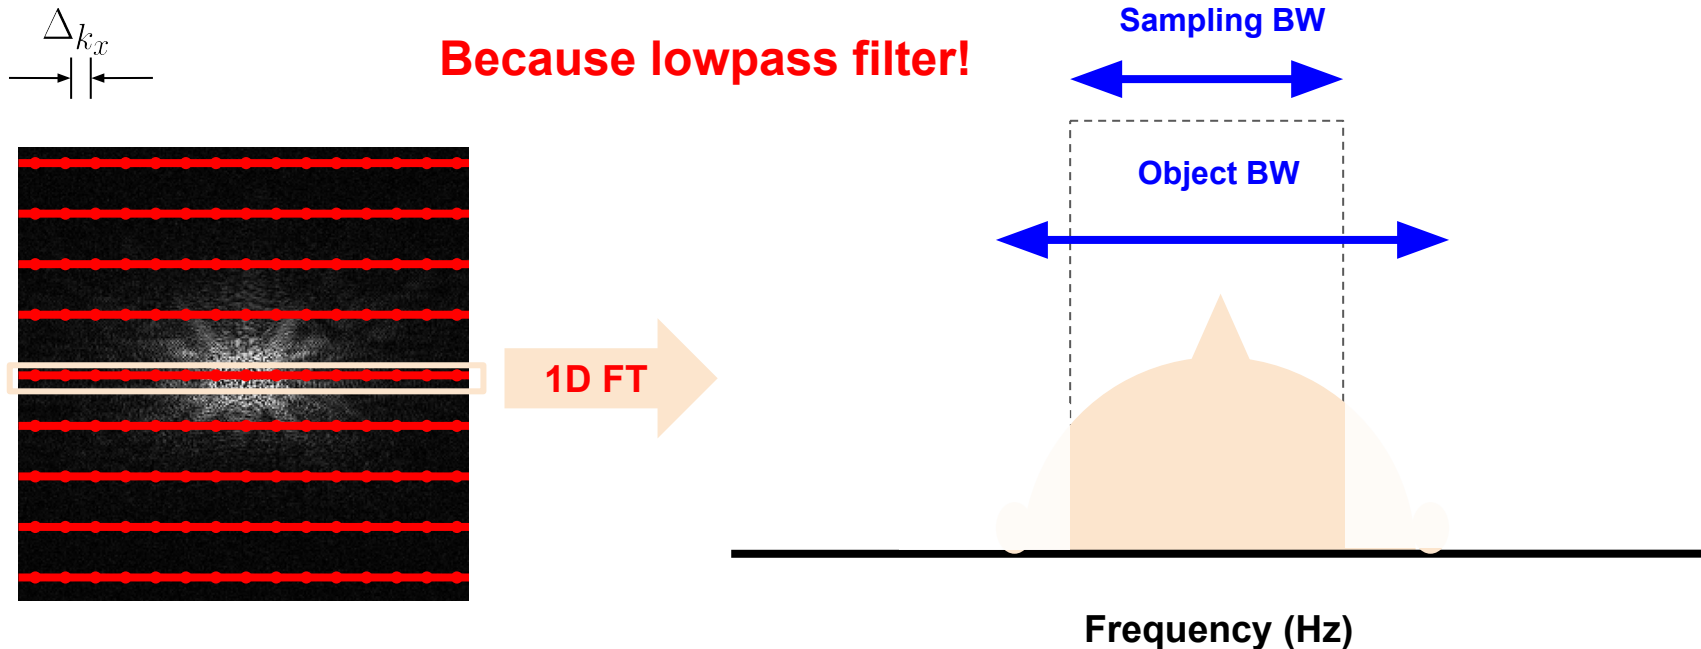 Δkₓ
Because lowpass filter!
Sampling BW
Object BW
1D FT
Frequency (Hz)